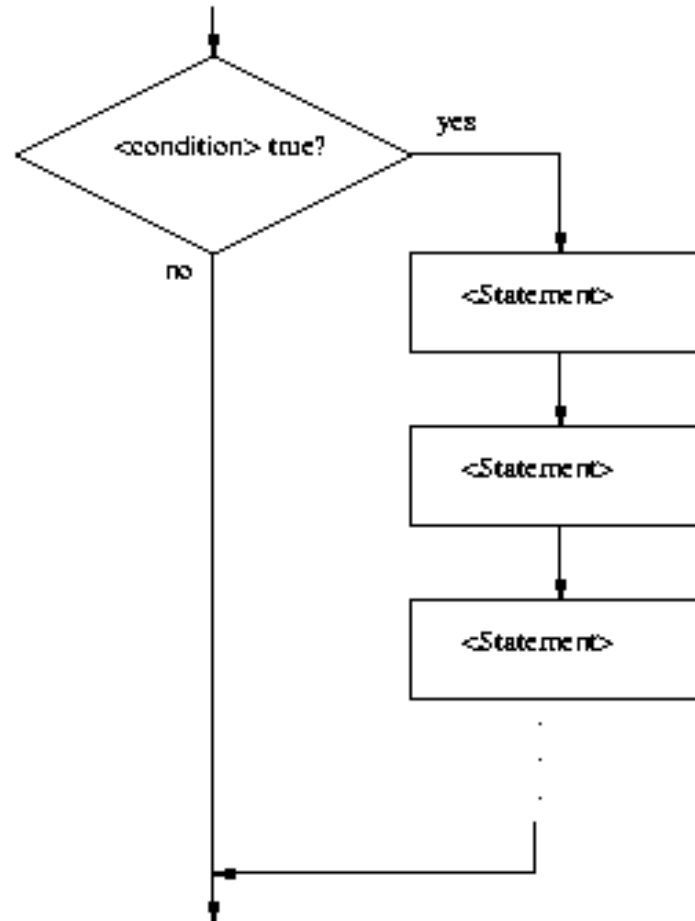 <condition> true?
yes
no
<Statement>
<Statement>
<Statement>